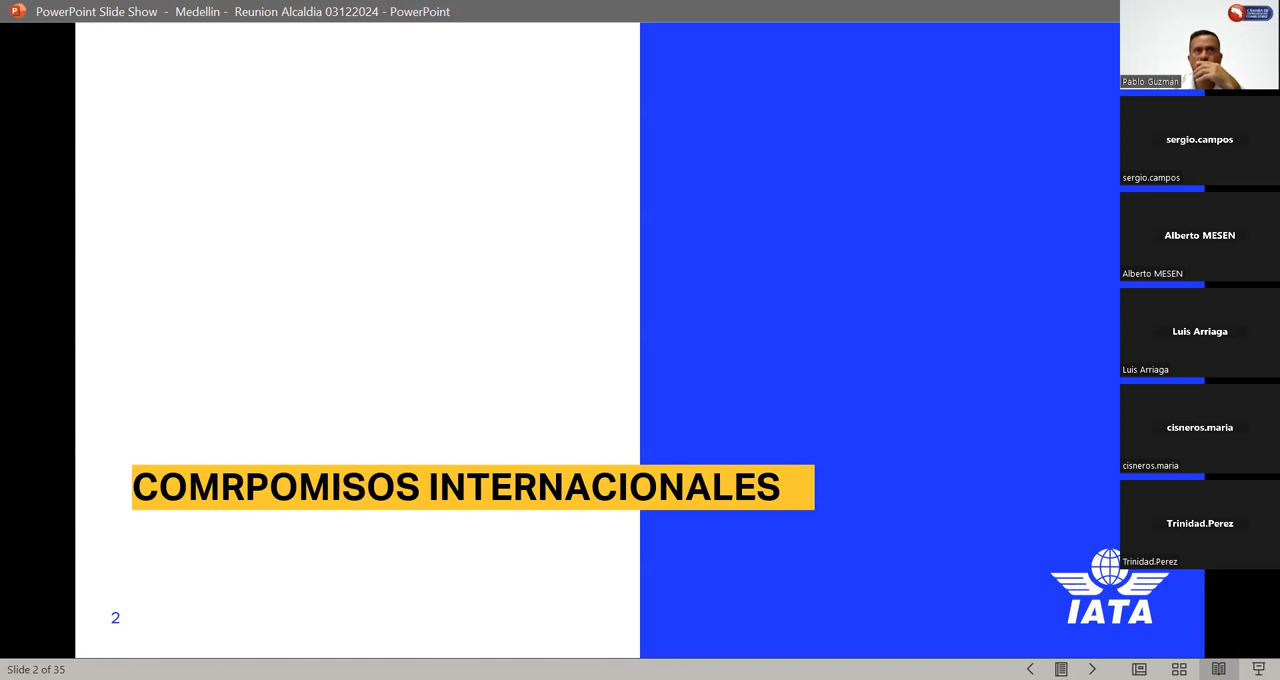 PowerPoint Slide Show - Medellin - Reunion Alcaldia 03122024 - PowerPoint
Pablo Guzmán
sergio.campos
sergio.campos
Alberto MESEN
Alberto MESEN
Luis Arriaga
Luis Arriaga
cisneros.maria
cisneros.maria
Trinidad.Perez
Trinidad.Perez
COMRPOMISOS INTERNACIONALES
IATA
2
Slide 2 of 35